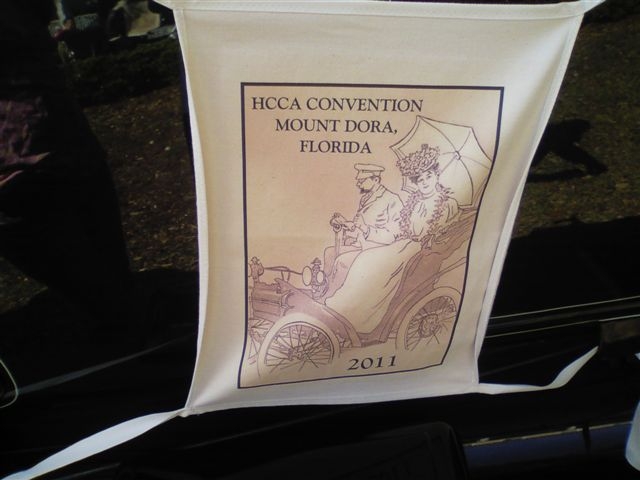 HCCA CONVENTION
MOUNT DORA,
FLORIDA
2011